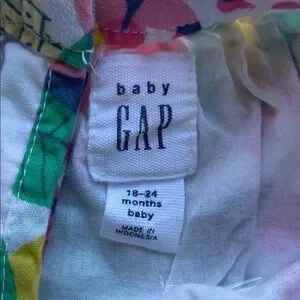 baby
GAP
18-24
months
baby
MADE IN
INDONESIA